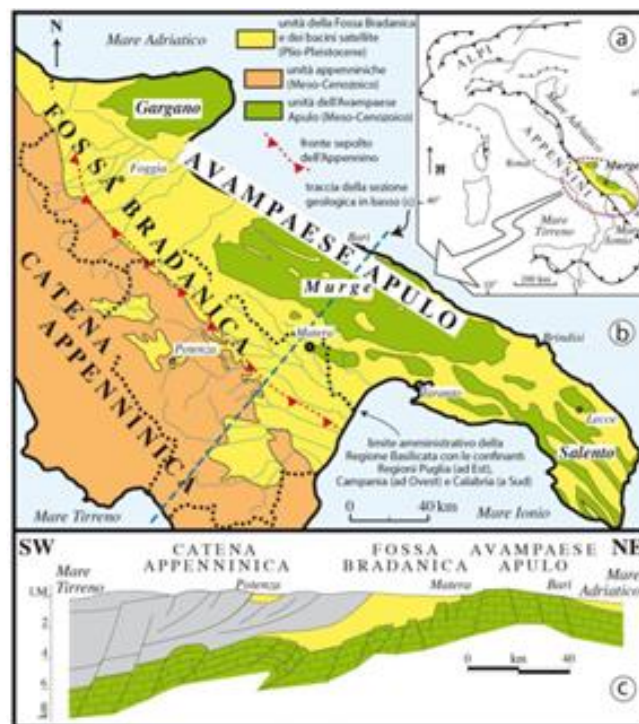 N
Mare Adriatico
unità della Fossa Bradanica
e dei bacini satellite
(Plio-Pleistocene)
unità appenniniche
(Meso-Cenozoico)
unità dell'Avampaese
Apulo (Meso-Cenozoico)
fronte sepolto
dell'Appennino
traccia della sezione
geologica in basso (c)
a
ALPI
Mare Adriatico
APPENNINI
Roma
Murge
Mare
Tirreno
Mare
Ionio
N
200 km
Gargano
Foggia
FOSSA BRADANICA
AVAMPAESE APULO
Bari
b
Murge
CATENA
APPENNINICA
Potenza
Matera
Brindisi
Taranto
Lecce
Salento
limite amministrativo della
Regione Basilicata con le confinanti
Regioni Puglia (ad Est),
Campania (ad Ovest) e Calabria (a Sud)
Mare Tirreno
0 40 km
Mare Ionio
SW
CATENA
APPENNINICA
FOSSA
BRADANICA
AVAMPAESE
APULO
NE
Mare
Tirreno
Potenza
Matera
Bari
Mare
Adriatico
0 km 40
km
c